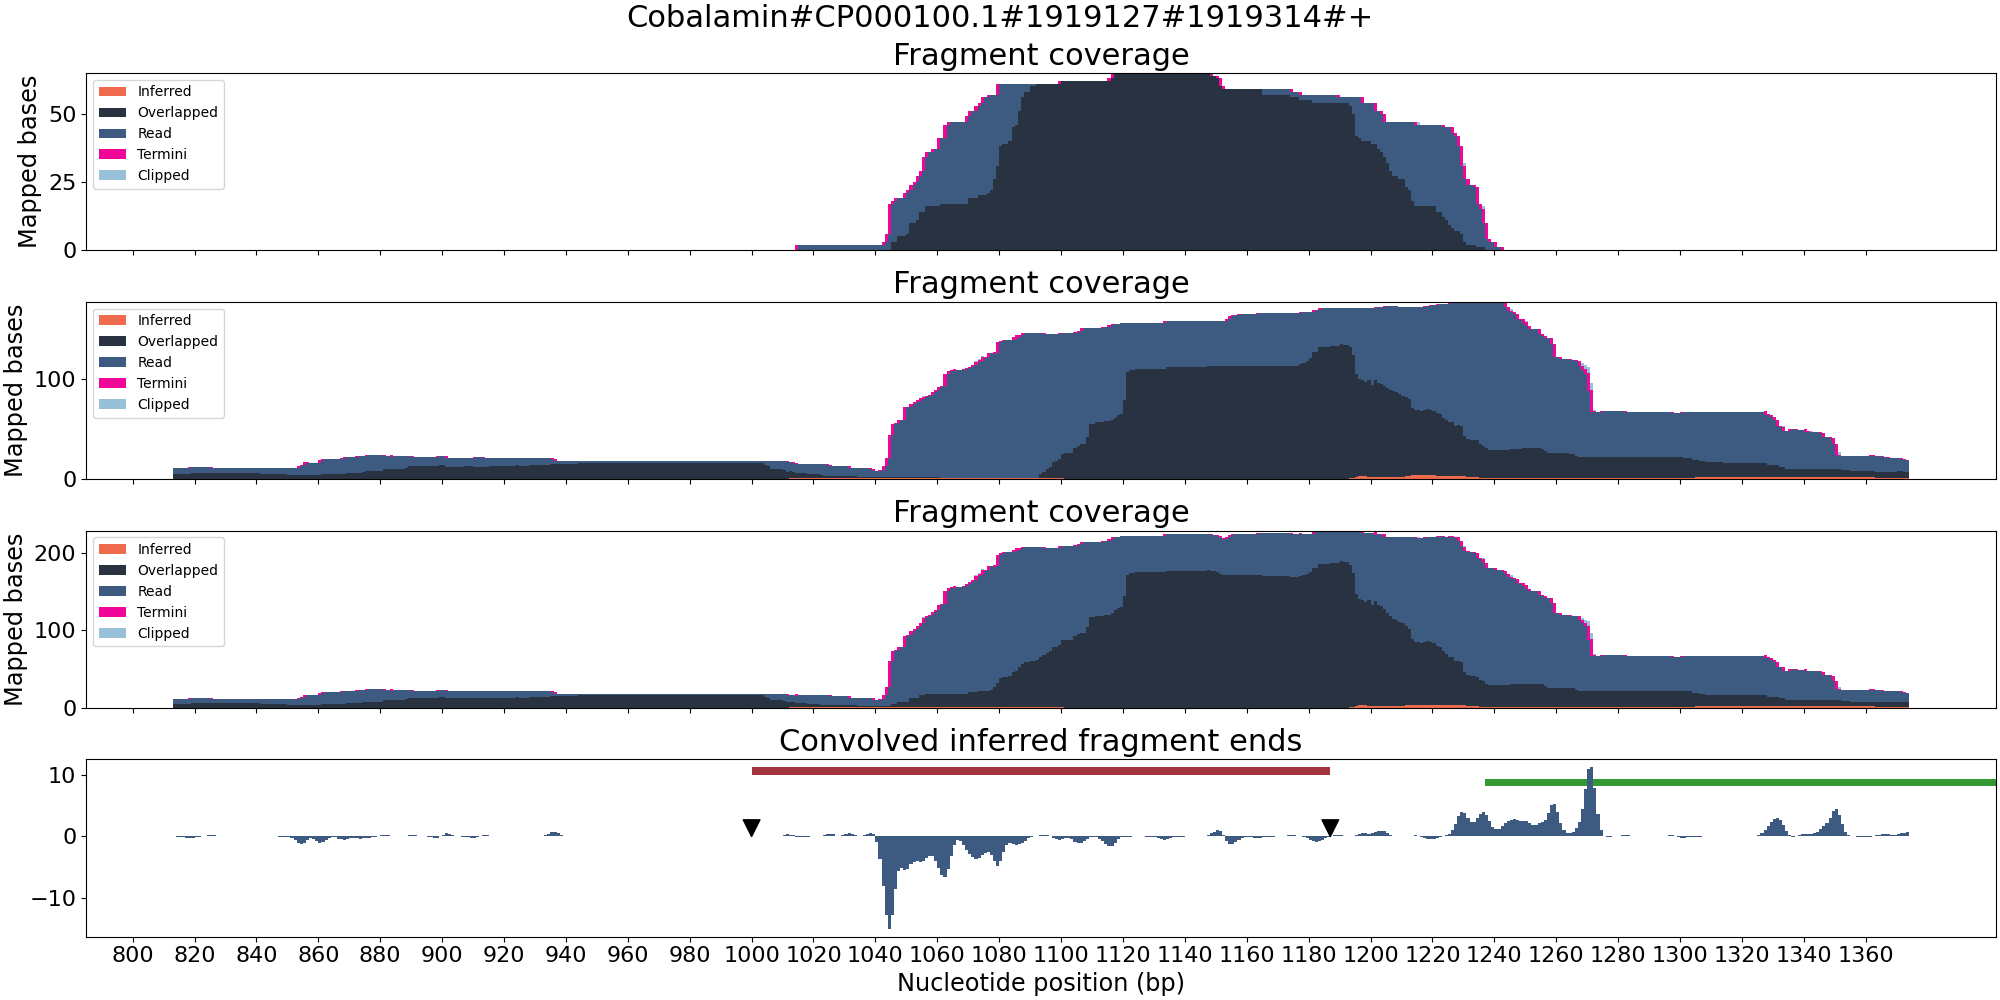 Cobalamin#CP000100.1#1919127#1919314#+
Fragment coverage
Mapped bases
50
25
0
Inferred
Overlapped
Read
Termini
Clipped
Fragment coverage
Mapped bases
100
0
Inferred
Overlapped
Read
Termini
Clipped
Fragment coverage
Mapped bases
200
100
0
Inferred
Overlapped
Read
Termini
Clipped
Convolved inferred fragment ends
10
0
−10
800 820 840 860 880 900 920 940 960 980 1000 1020 1040 1060 1080 1100 1120 1140 1160 1180 1200 1220 1240 1260 1280 1300 1320 1340 1360
Nucleotide position (bp)